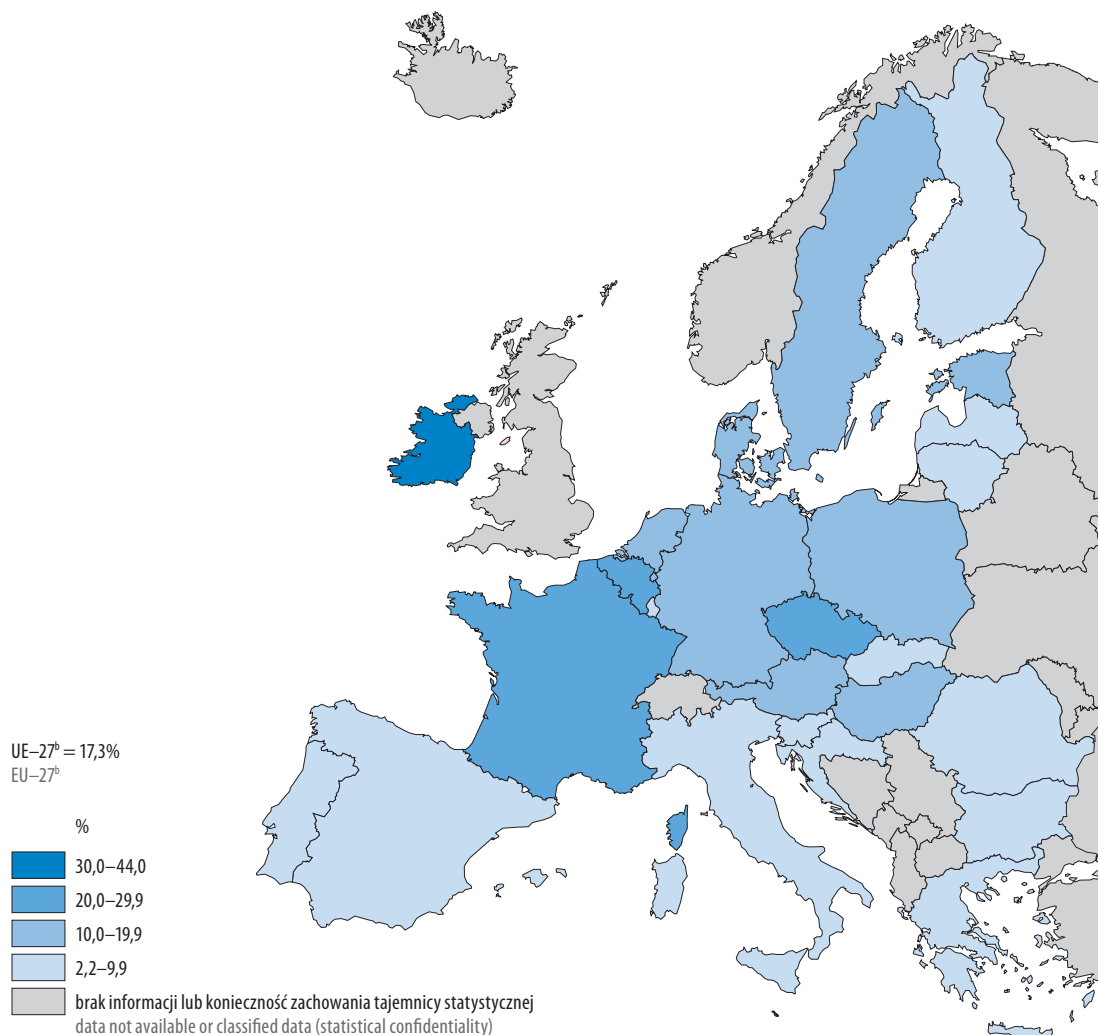 UE–27ᵇ = 17,3%
EU–27ᵇ
%
30,0–44,0
20,0–29,9
10,0–19,9
2,2–9,9
brak informacji lub konieczność zachowania tajemnicy statystycznej
data not available or classified data (statistical confidentiality)